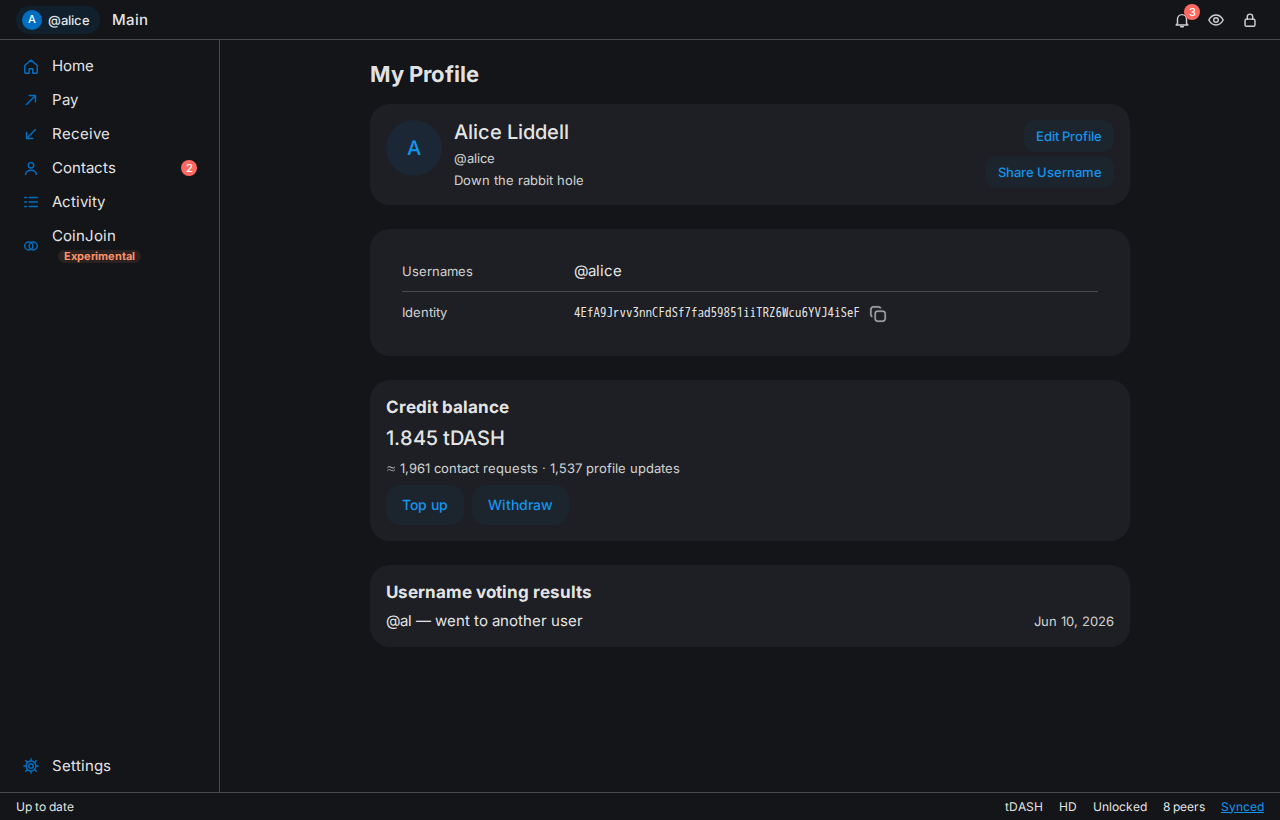 A @alice Main 3
Home
Pay
Receive
Contacts 2
Activity
CoinJoin
Experimental
Settings
My Profile
A
Alice Liddell
@alice
Down the rabbit hole
Edit Profile
Share Username
Usernames @alice
Identity 4EfA9Jrvv3nnCFdSf7fad59851iiTRZ6Wcu6YVJ4iSeF
Credit balance
1.845 tDASH
≈ 1,961 contact requests · 1,537 profile updates
Top up Withdraw
Username voting results
@al — went to another user Jun 10, 2026
Up to date tDASH HD Unlocked 8 peers Synced